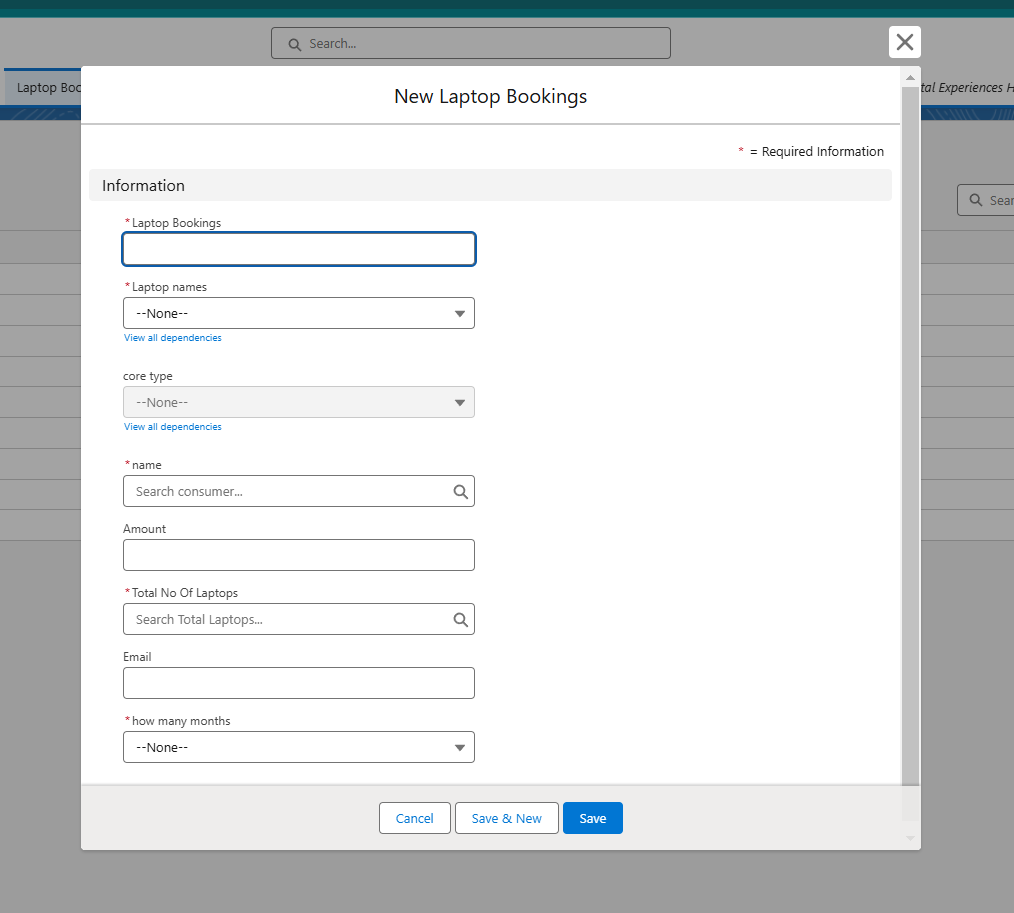 Search...
Laptop Boo
tal Experiences H
New Laptop Bookings
* = Required Information
Information
Sear
*Laptop Bookings
*Laptop names
--None--
View all dependencies
core type
--None--
View all dependencies
*name
Search consumer...
Amount
*Total No Of Laptops
Search Total Laptops...
Email
*how many months
--None--
Cancel
Save & New
Save